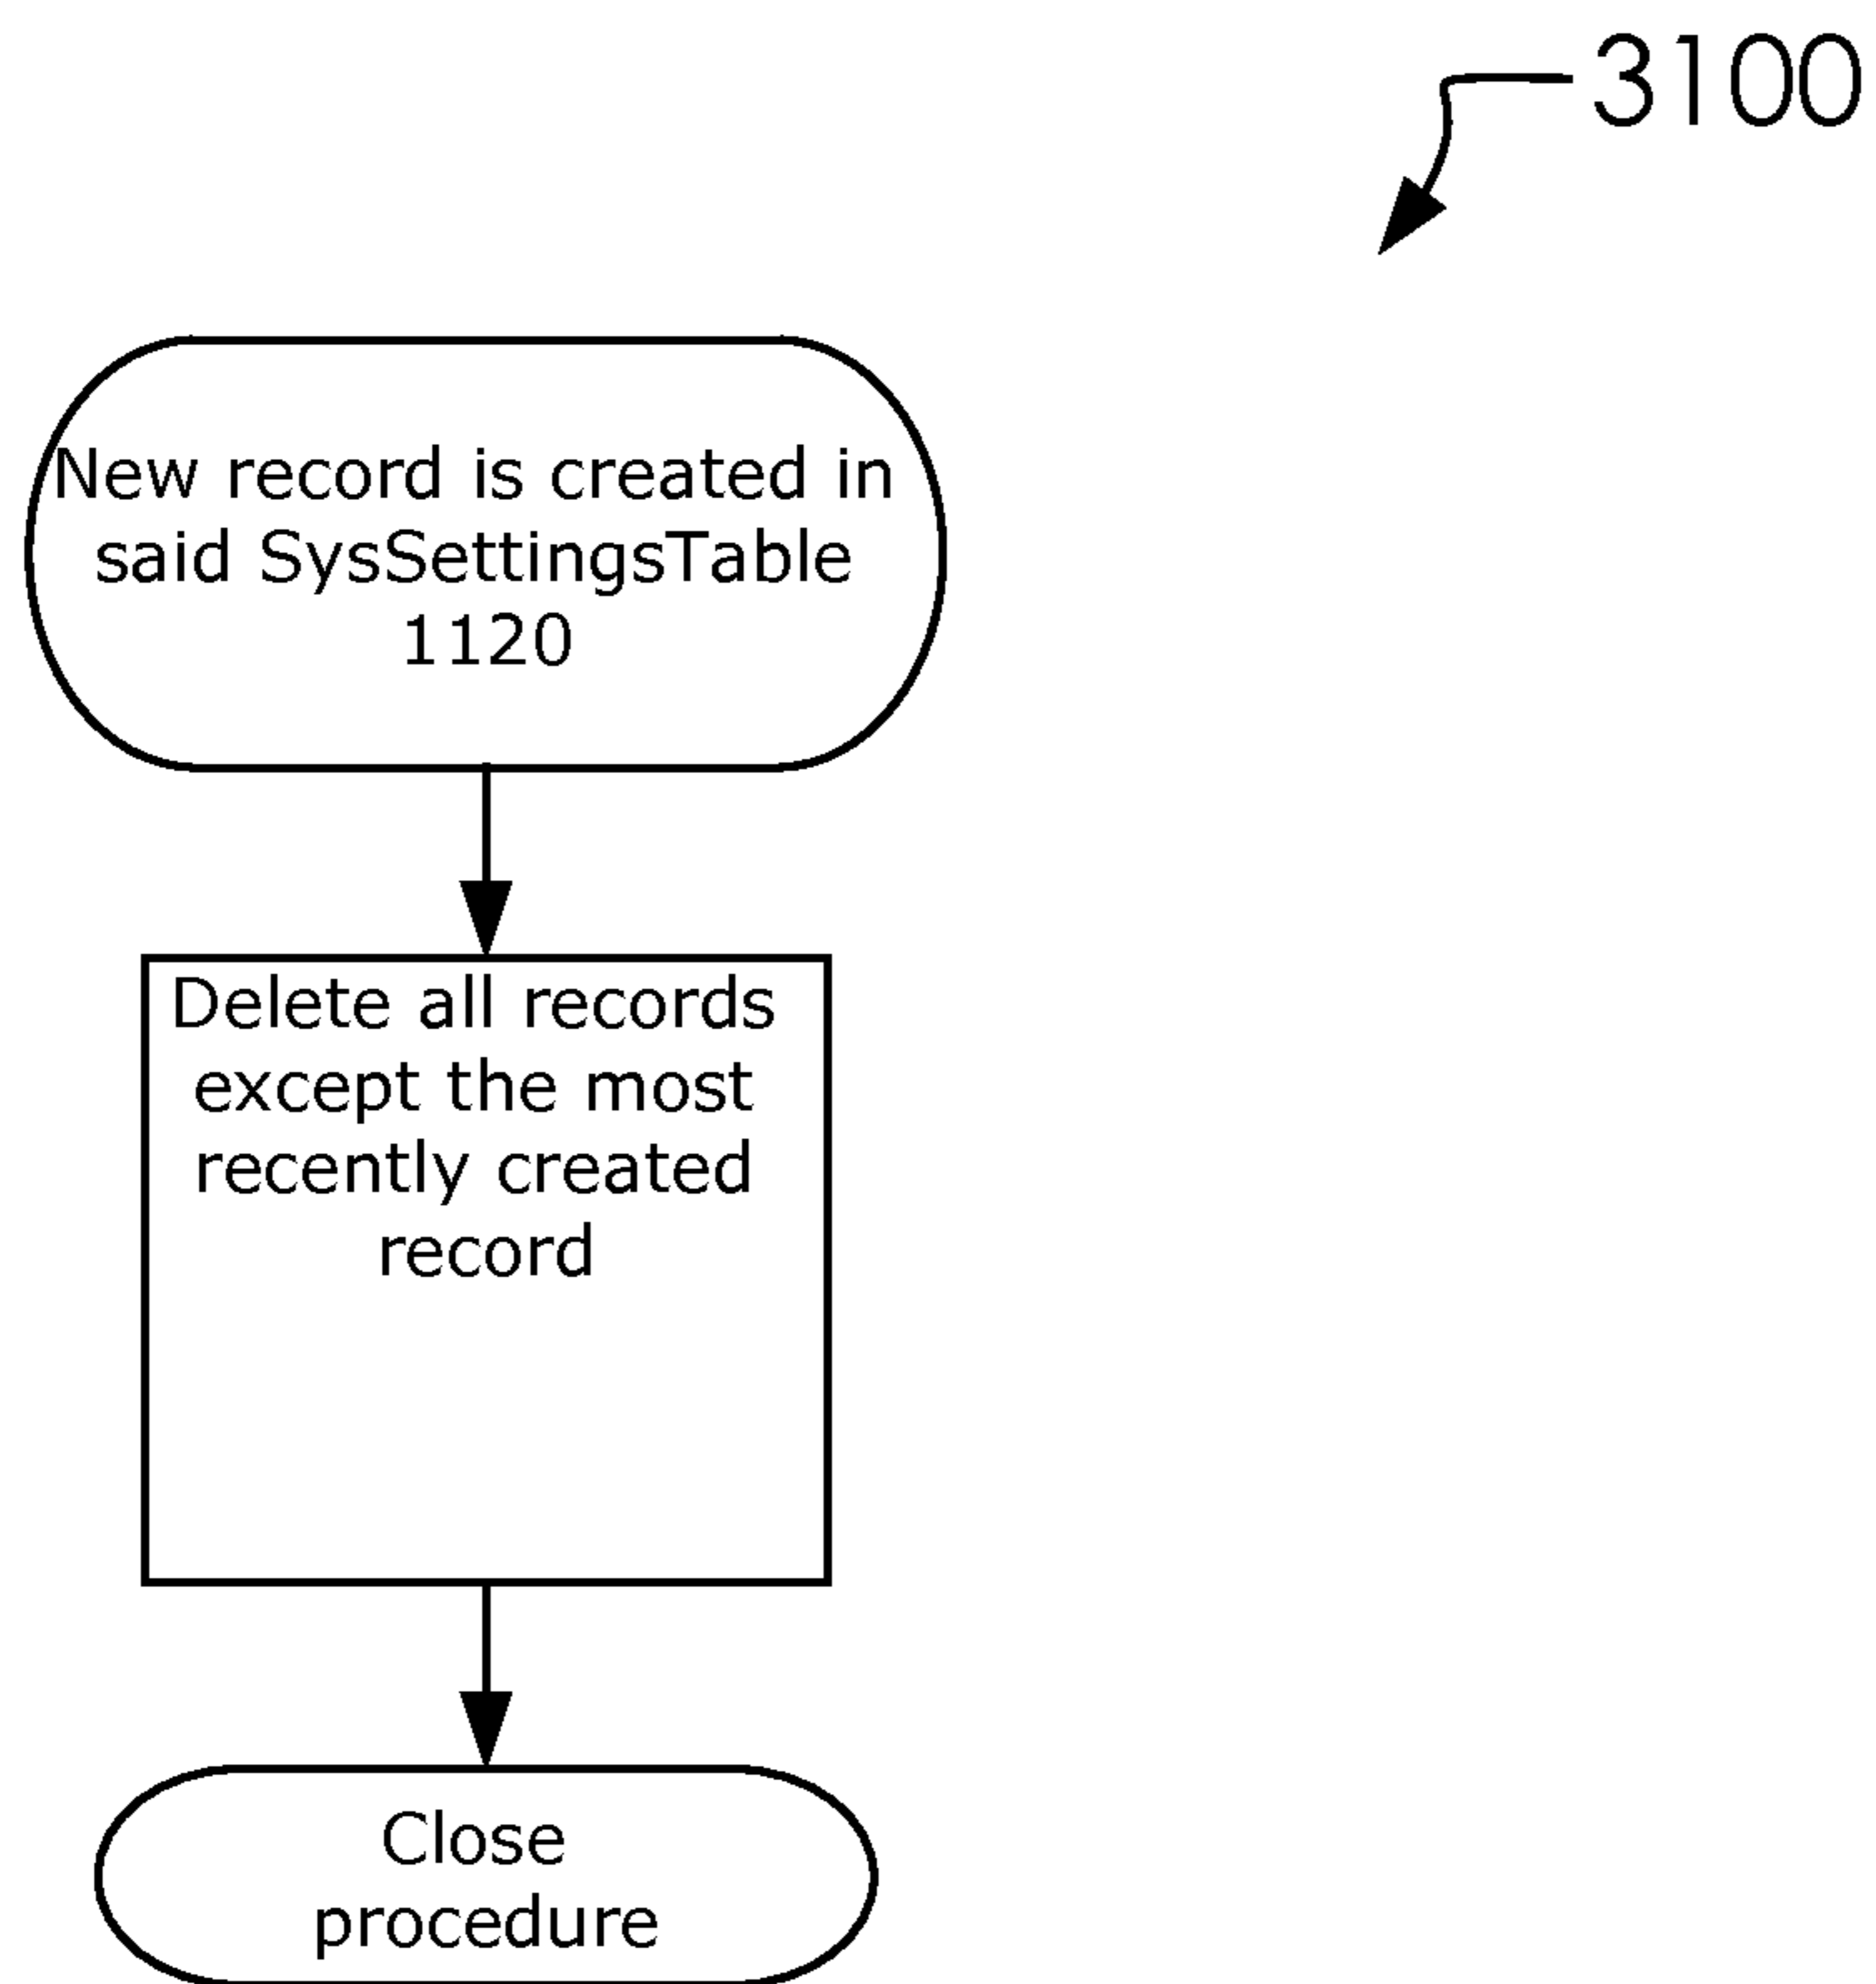 3100
New record is created in
said SysSettingsTable
1120
Delete all records
except the most
recently created
record
Close
procedure